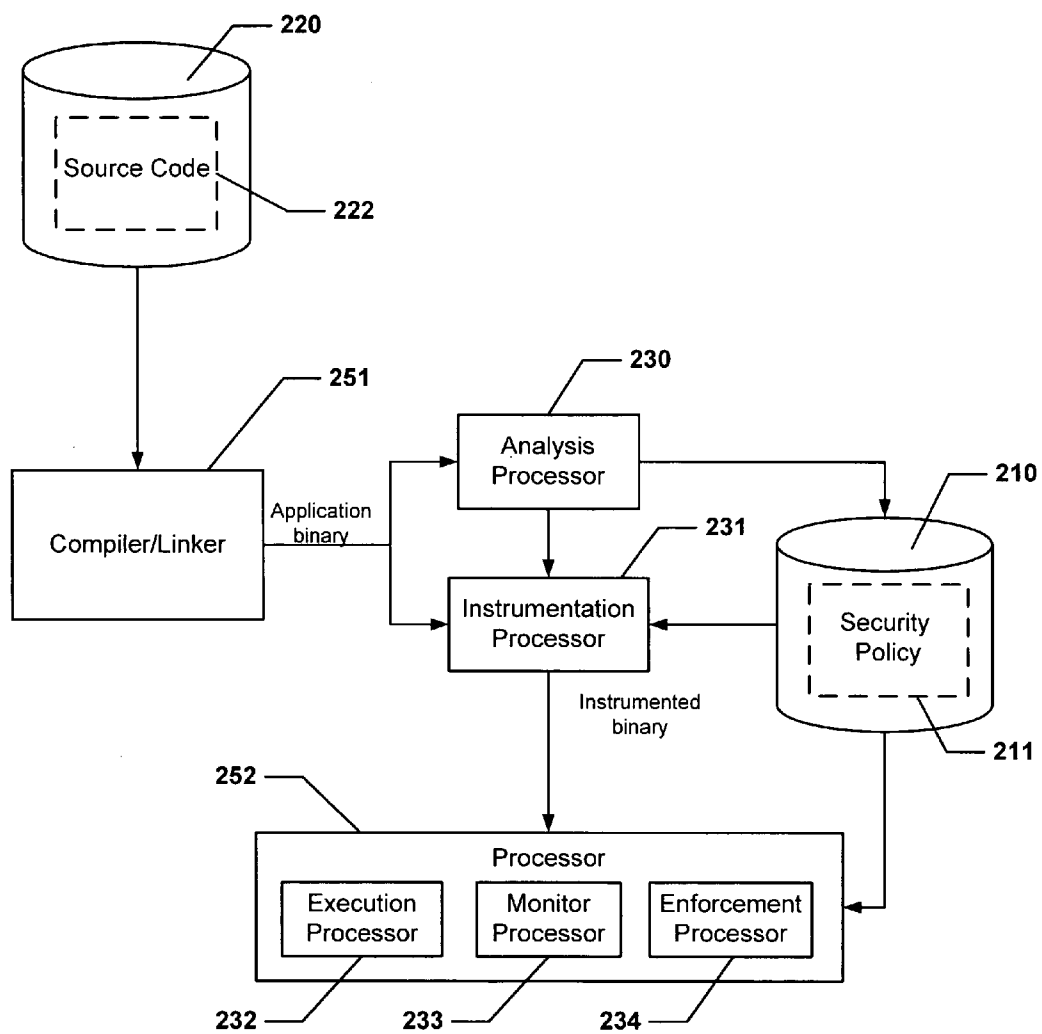 220
Source Code
222
251
230
Analysis
Processor
210
Application
binary
231
Compiler/Linker
Instrumentation
Processor
Security
Policy
Instrumented
binary
211
252
Processor
Execution
Processor
Monitor
Processor
Enforcement
Processor
232
233
234